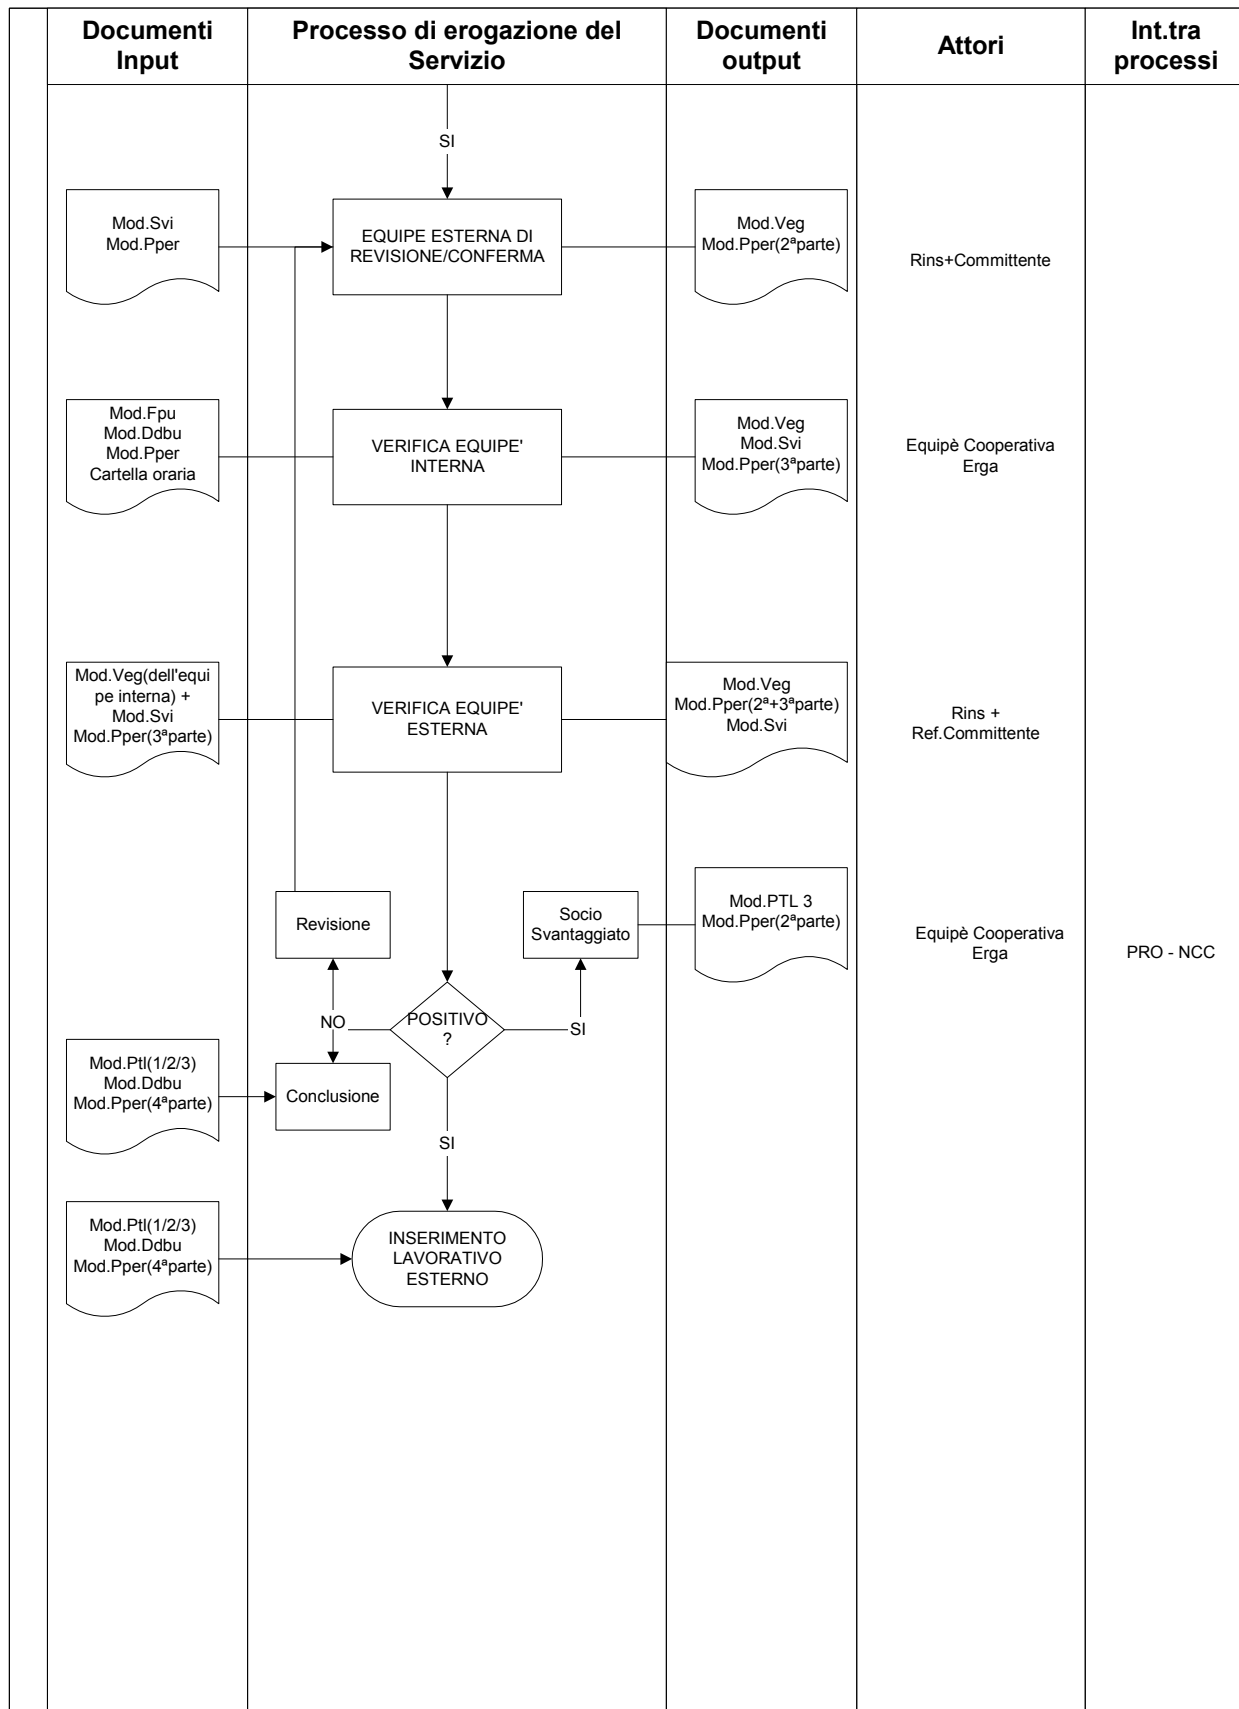 Documenti
Input
Processo di erogazione del
Servizio
Documenti
output
Attori
Int.tra
processi
SI
Mod.Svi
Mod.Pper
EQUIPE ESTERNA DI
REVISIONE/CONFERMA
Mod.Veg
Mod.Pper(2ªparte)
Rins+Committente
Mod.Fpu
Mod.Ddbu
Mod.Pper
Cartella oraria
VERIFICA EQUIPE'
INTERNA
Mod.Veg
Mod.Svi
Mod.Pper(3ªparte)
Equipè Cooperativa
Erga
Mod.Veg(dell'equi
pe interna) +
Mod.Svi
Mod.Pper(3ªparte)
VERIFICA EQUIPE'
ESTERNA
Mod.Veg
Mod.Pper(2ª+3ªparte)
Mod.Svi
Rins +
Ref.Committente
Revisione
Socio
Svantaggiato
Mod.PTL 3
Mod.Pper(2ªparte)
Equipè Cooperativa
Erga
PRO - NCC
NO
POSITIVO
?
SI
Mod.Ptl(1/2/3)
Mod.Ddbu
Mod.Pper(4ªparte)
Conclusione
SI
Mod.Ptl(1/2/3)
Mod.Ddbu
Mod.Pper(4ªparte)
INSERIMENTO
LAVORATIVO
ESTERNO